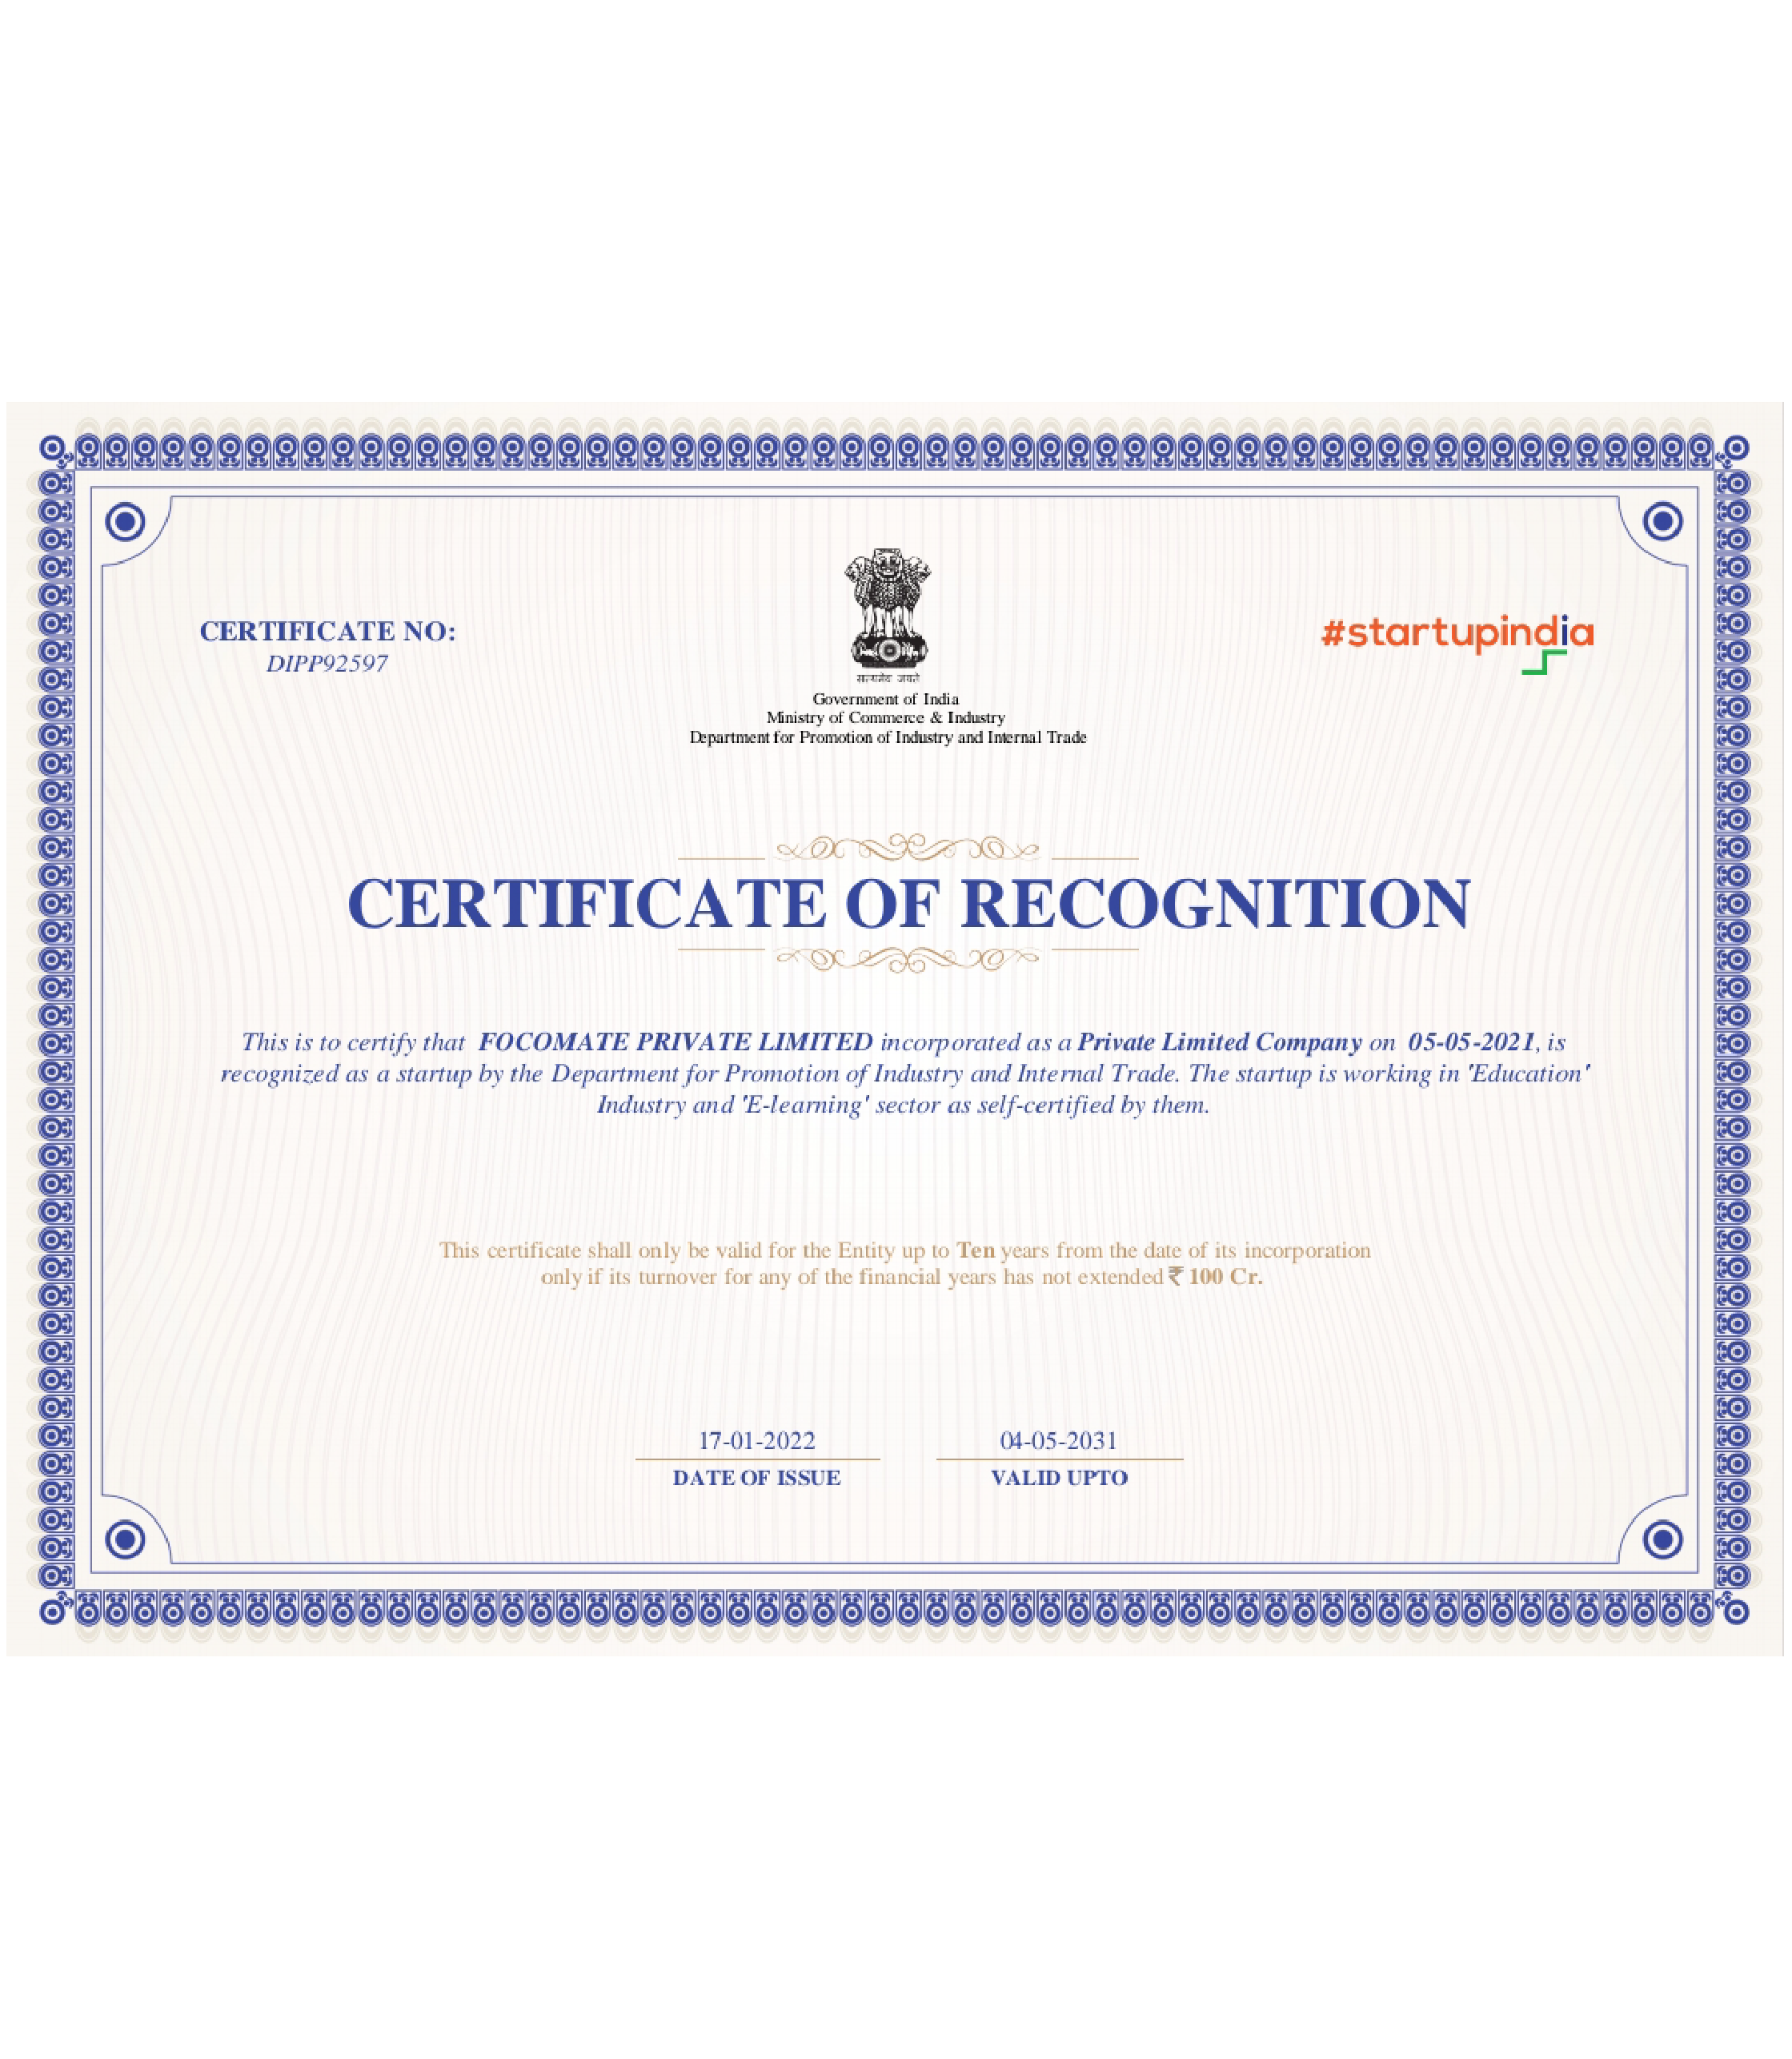 CERTIFICATE NO:
DIPP92597
सत्यमेव जयते
Government of India
Ministry of Commerce & Industry
Department for Promotion of Industry and Internal Trade
#startupindia
CERTIFICATE OF RECOGNITION
This is to certify that FOCOMATE PRIVATE LIMITED incorporated as a Private Limited Company on 05-05-2021, is
recognized as a startup by the Department for Promotion of Industry and Internal Trade. The startup is working in 'Education'
Industry and 'E-learning' sector as self-certified by them.
This certificate shall only be valid for the Entity up to Ten years from the date of its incorporation
only if its turnover for any of the financial years has not extended ₹ 100 Cr.
17-01-2022
DATE OF ISSUE
04-05-2031
VALID UPTO